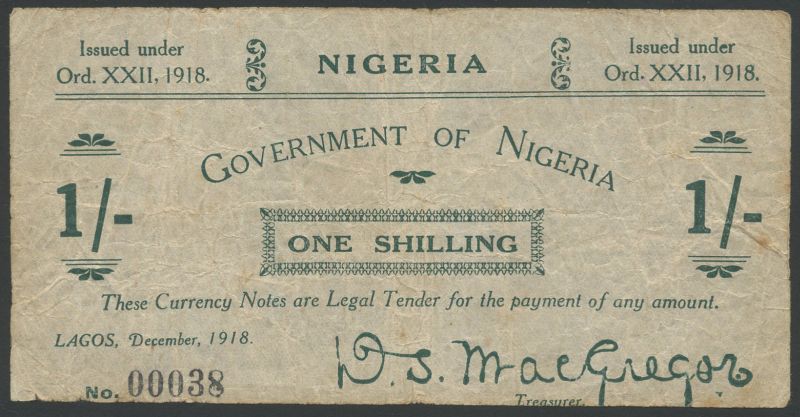 Issued under
Ord. XXII, 1918.
NIGERIA
Issued under
Ord. XXII, 1918.
GOVERNMENT OF NIGERIA
1/-
1/-
ONE SHILLING
These Currency Notes are Legal Tender for the payment of any amount.
LAGOS, December, 1918.
D. S. MacGregor
No. 00038
Treasurer.